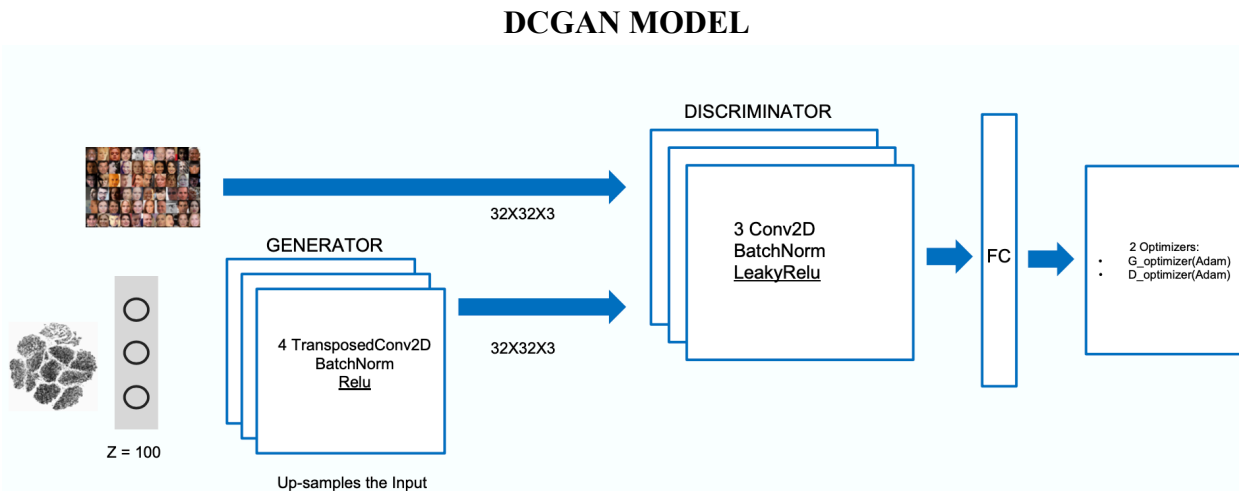 DCGAN MODEL
DISCRIMINATOR
32X32X3
GENERATOR
3 Conv2D
BatchNorm
LeakyRelu
FC
2 Optimizers:
• G_optimizer(Adam)
• D_optimizer(Adam)
4 TransposedConv2D
BatchNorm
Relu
32X32X3
Z = 100
Up-samples the Input